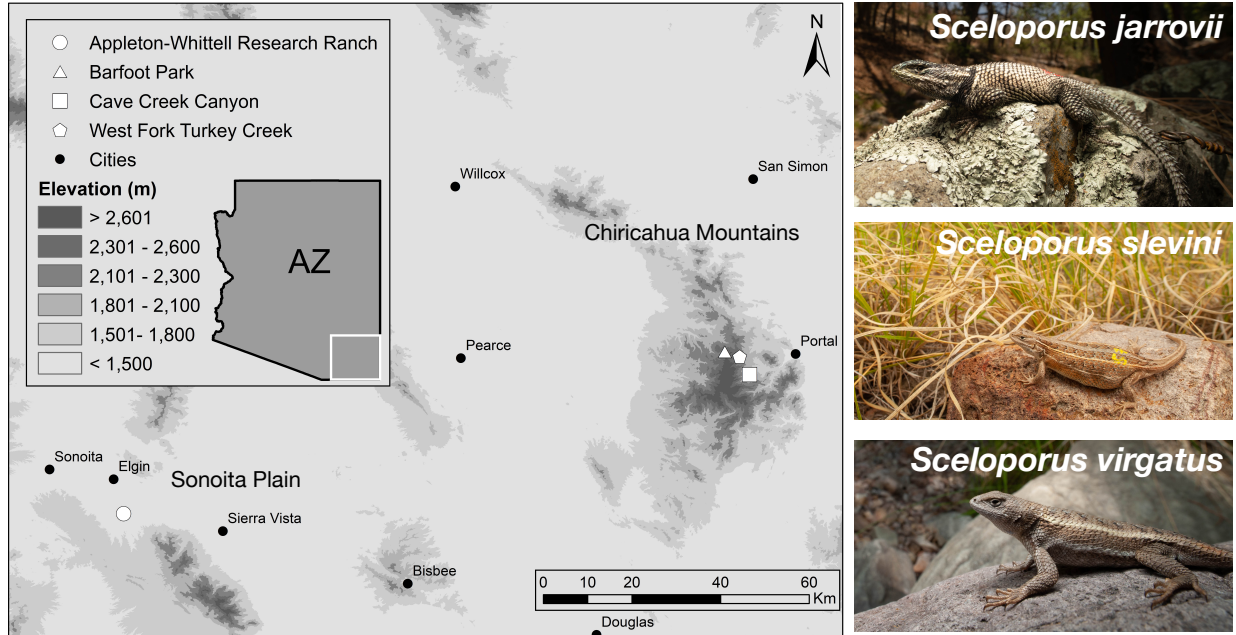 Appleton-Whittell Research Ranch
Barfoot Park
Cave Creek Canyon
West Fork Turkey Creek
Cities
Elevation (m)
> 2,601
2,301 - 2,600
2,101 - 2,300
1,801 - 2,100
1,501- 1,800
< 1,500
AZ
N
Willcox
San Simon
Chiricahua Mountains
Pearce
Portal
Sonoita
Elgin
Sonoita Plain
Sierra Vista
Bisbee
0 10 20 40 60
Km
Douglas
Sceloporus jarrovii
Sceloporus slevini
Sceloporus virgatus